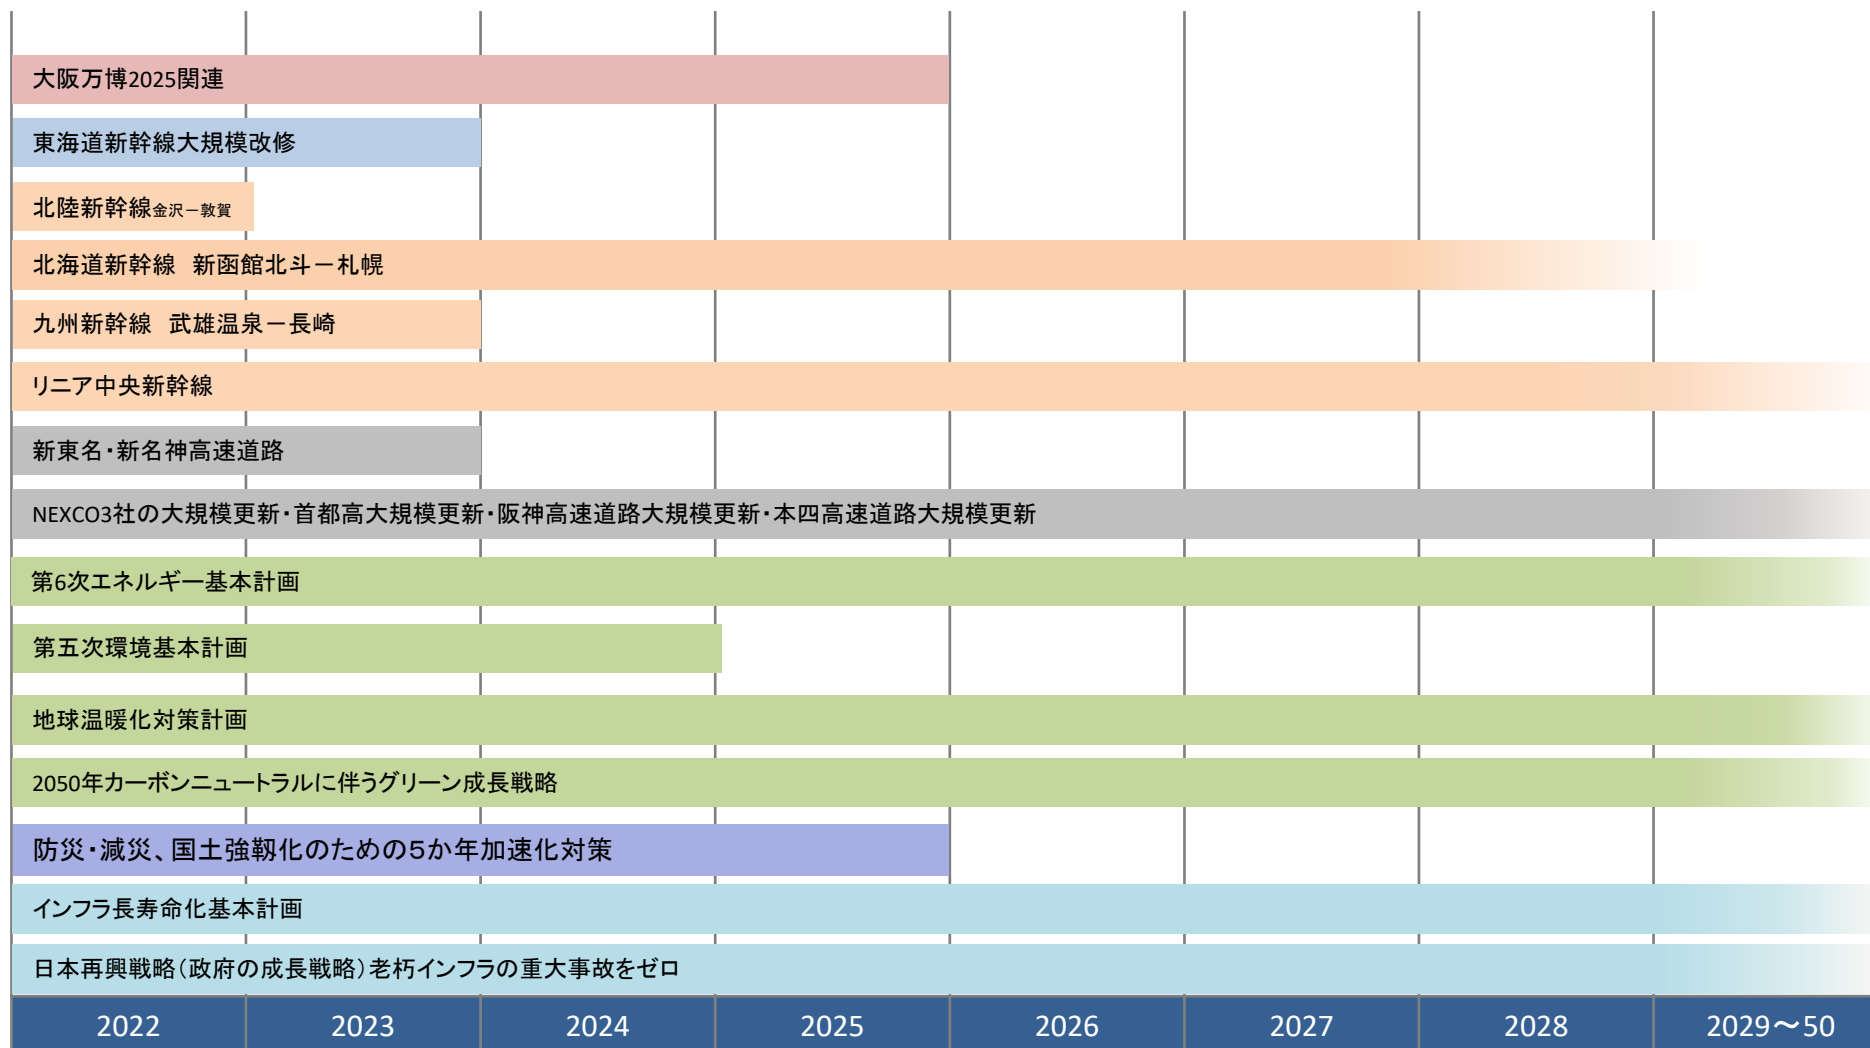 大阪万博2025関連
東海道新幹線大規模改修
北陸新幹線金沢－敦賀
北海道新幹線　新函館北斗－札幌
九州新幹線　武雄温泉－長崎
リニア中央新幹線
新東名・新名神高速道路
NEXCO3社の大規模更新・首都高大規模更新・阪神高速道路大規模更新・本四高速道路大規模更新
第6次エネルギー基本計画
第五次環境基本計画
地球温暖化対策計画
2050年カーボンニュートラルに伴うグリーン成長戦略
防災・減災、国土強靱化のための５か年加速化対策
インフラ長寿命化基本計画
日本再興戦略（政府の成長戦略）老朽インフラの重大事故をゼロ
2022 2023 2024 2025 2026 2027 2028 2029～50